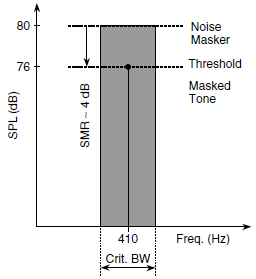 80
Noise
Masker
76
Threshold
Masked
Tone
SPL (dB)
SMR ~ 4 dB
410
Freq. (Hz)
Crit. BW